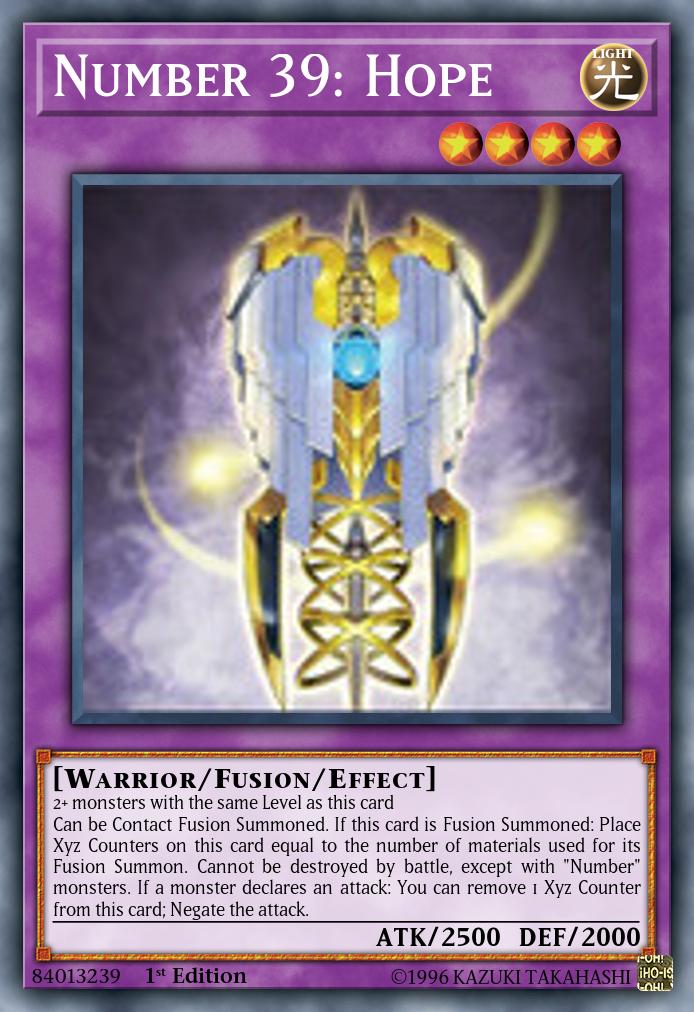 Number 39: Hope
LIGHT
光
[Warrior/Fusion/Effect]
2+ monsters with the same Level as this card
Can be Contact Fusion Summoned. If this card is Fusion Summoned: Place
Xyz Counters on this card equal to the number of materials used for its
Fusion Summon. Cannot be destroyed by battle, except with "Number"
monsters. If a monster declares an attack: You can remove 1 Xyz Counter
from this card; Negate the attack.
ATK/2500 DEF/2000
84013239 1st Edition ©1996 KAZUKI TAKAHASHI